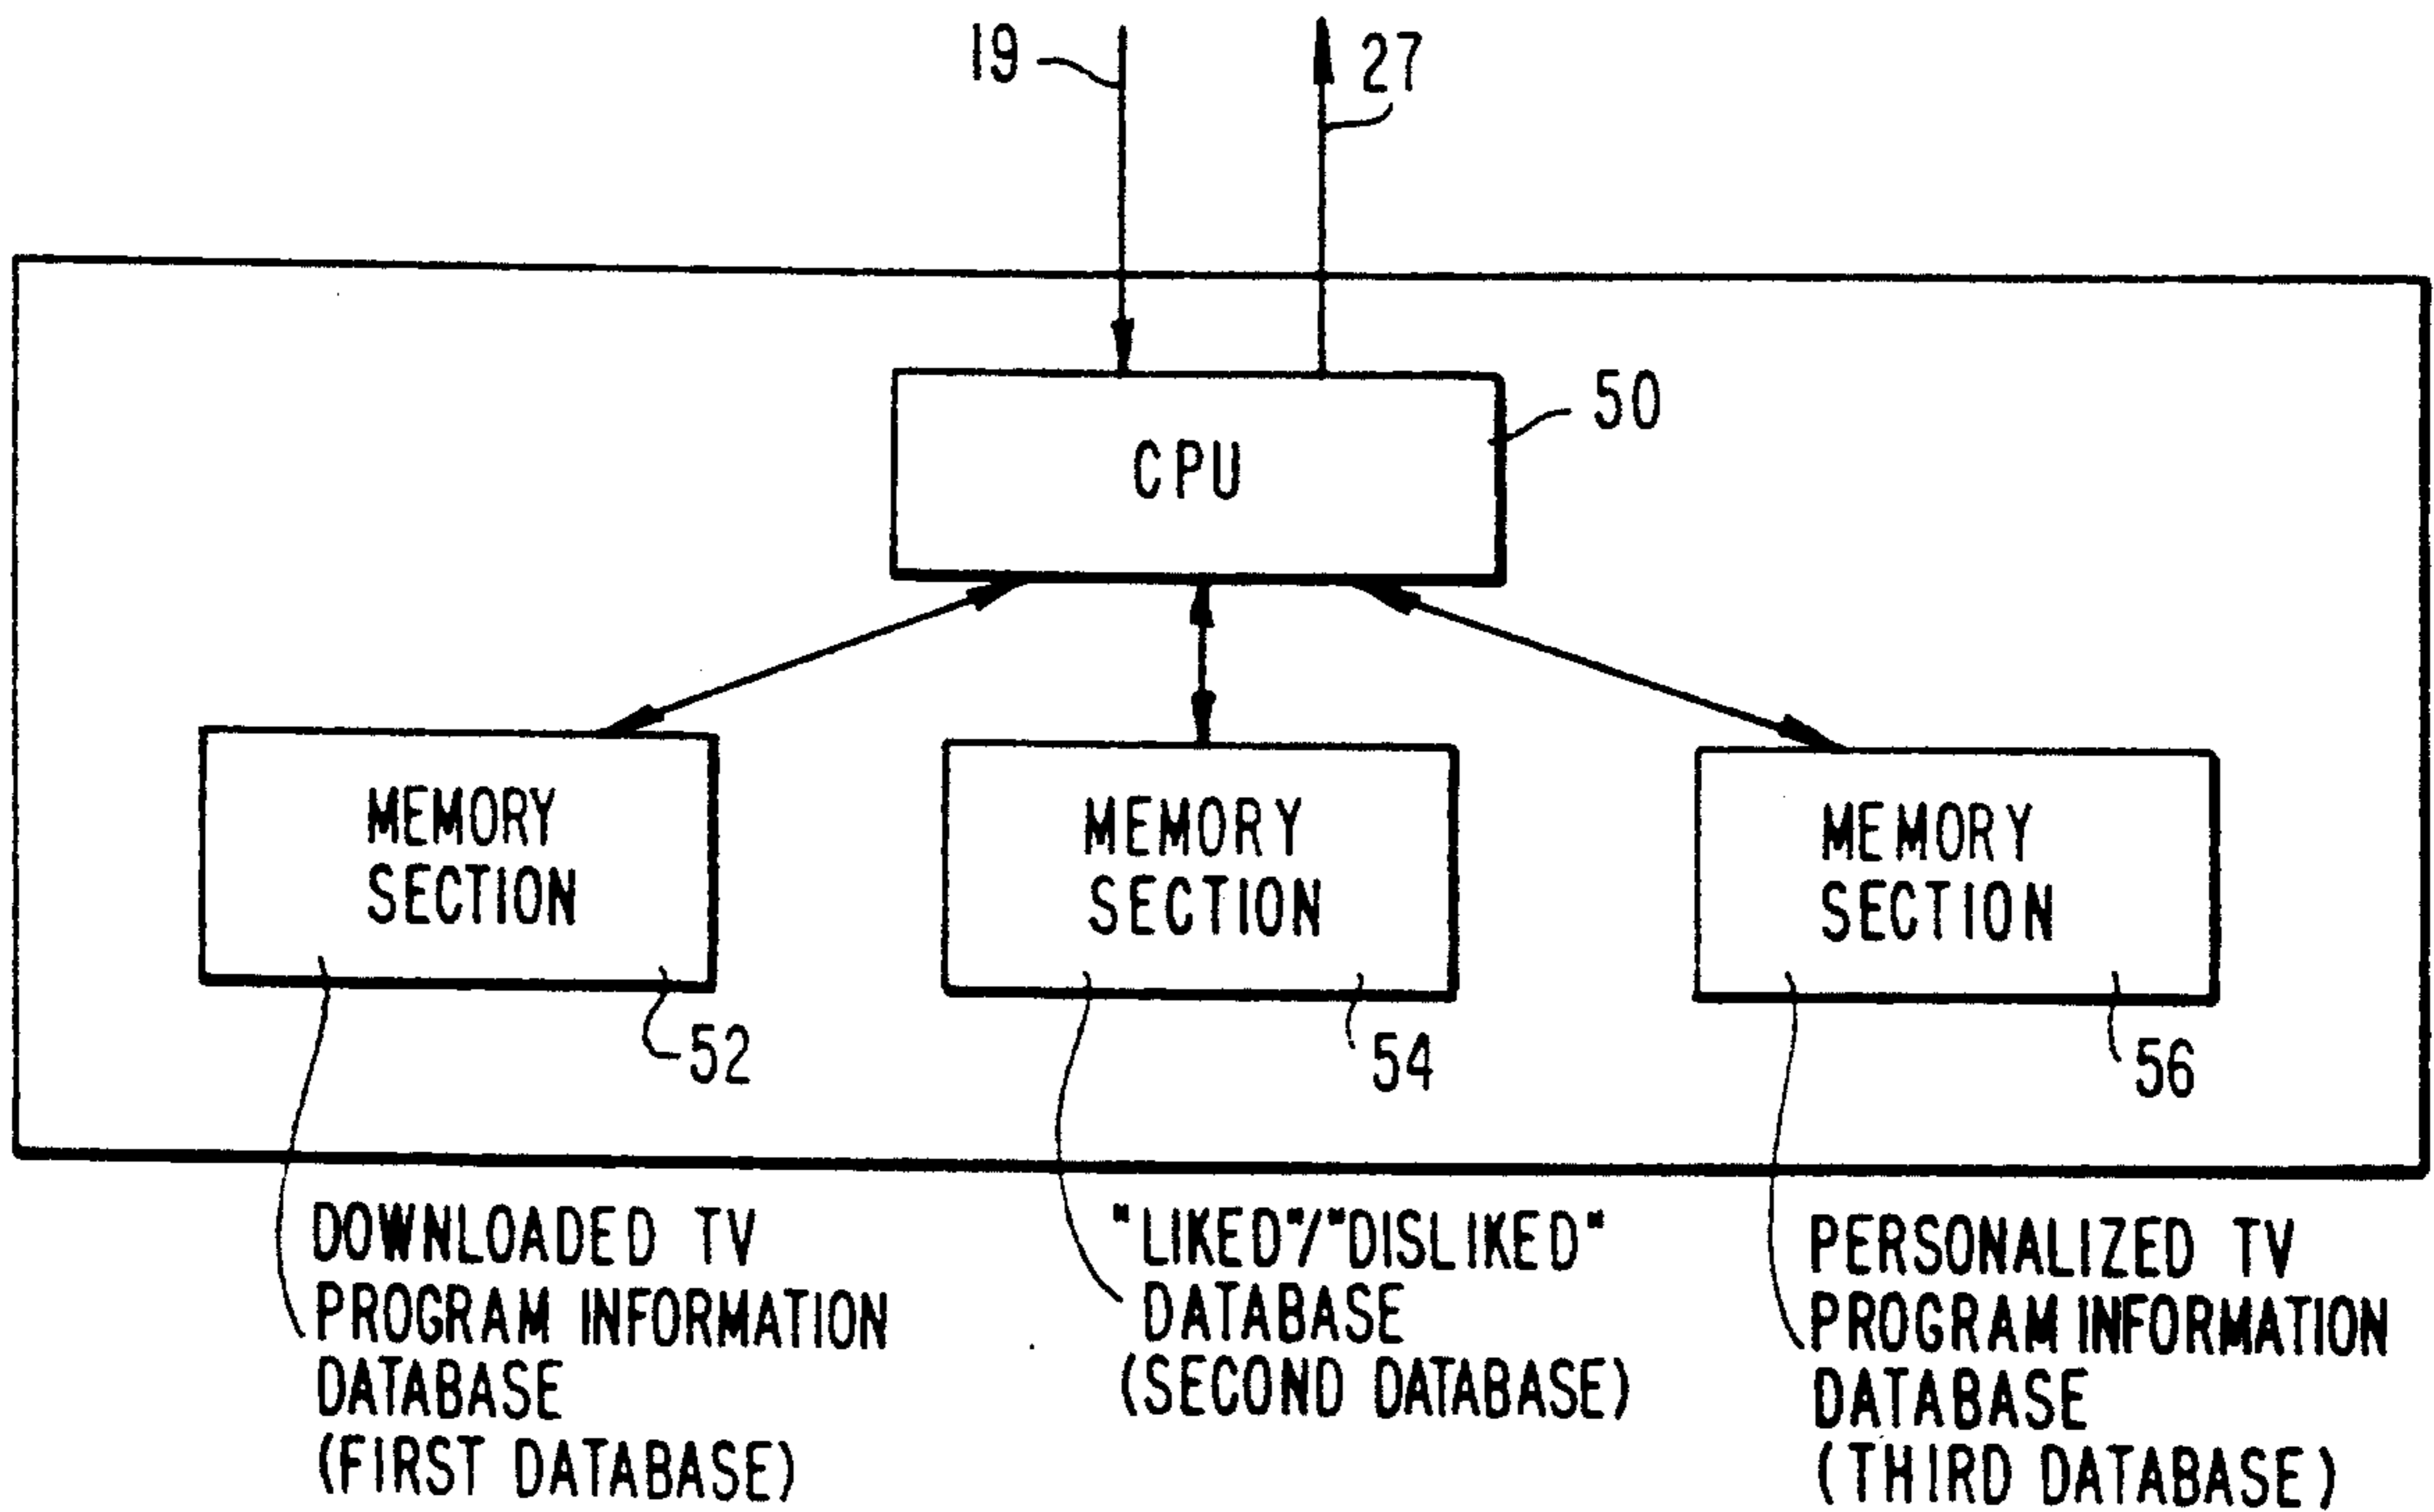 19
27
50
CPU
MEMORY
SECTION
52
MEMORY
SECTION
54
MEMORY
SECTION
56
DOWNLOADED TV
PROGRAM INFORMATION
DATABASE
(FIRST DATABASE)
"LIKED"/"DISLIKED"
DATABASE
(SECOND DATABASE)
PERSONALIZED TV
PROGRAM INFORMATION
DATABASE
(THIRD DATABASE)